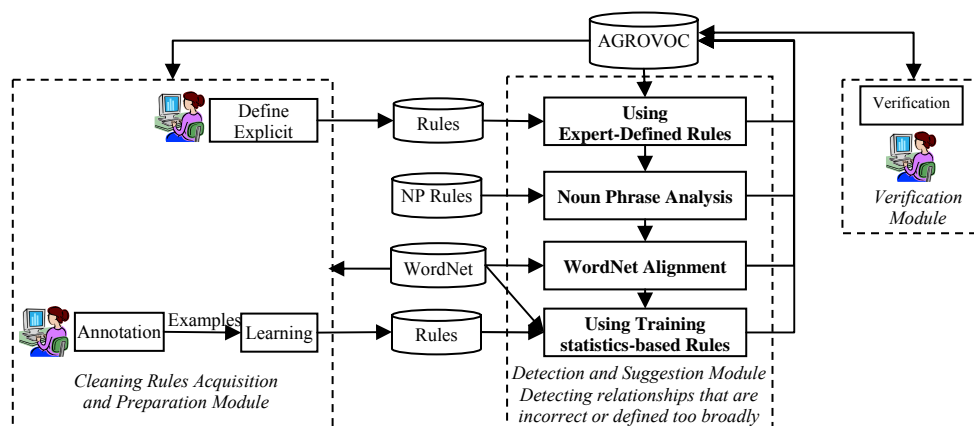 AGROVOC
Define
Explicit
Rules
Using
Expert-Defined Rules
Verification
Verification
Module
NP Rules
Noun Phrase Analysis
WordNet
WordNet Alignment
Annotation
Examples
Learning
Rules
Using Training
statistics-based Rules
Cleaning Rules Acquisition
and Preparation Module
Detection and Suggestion Module
Detecting relationships that are
incorrect or defined too broadly